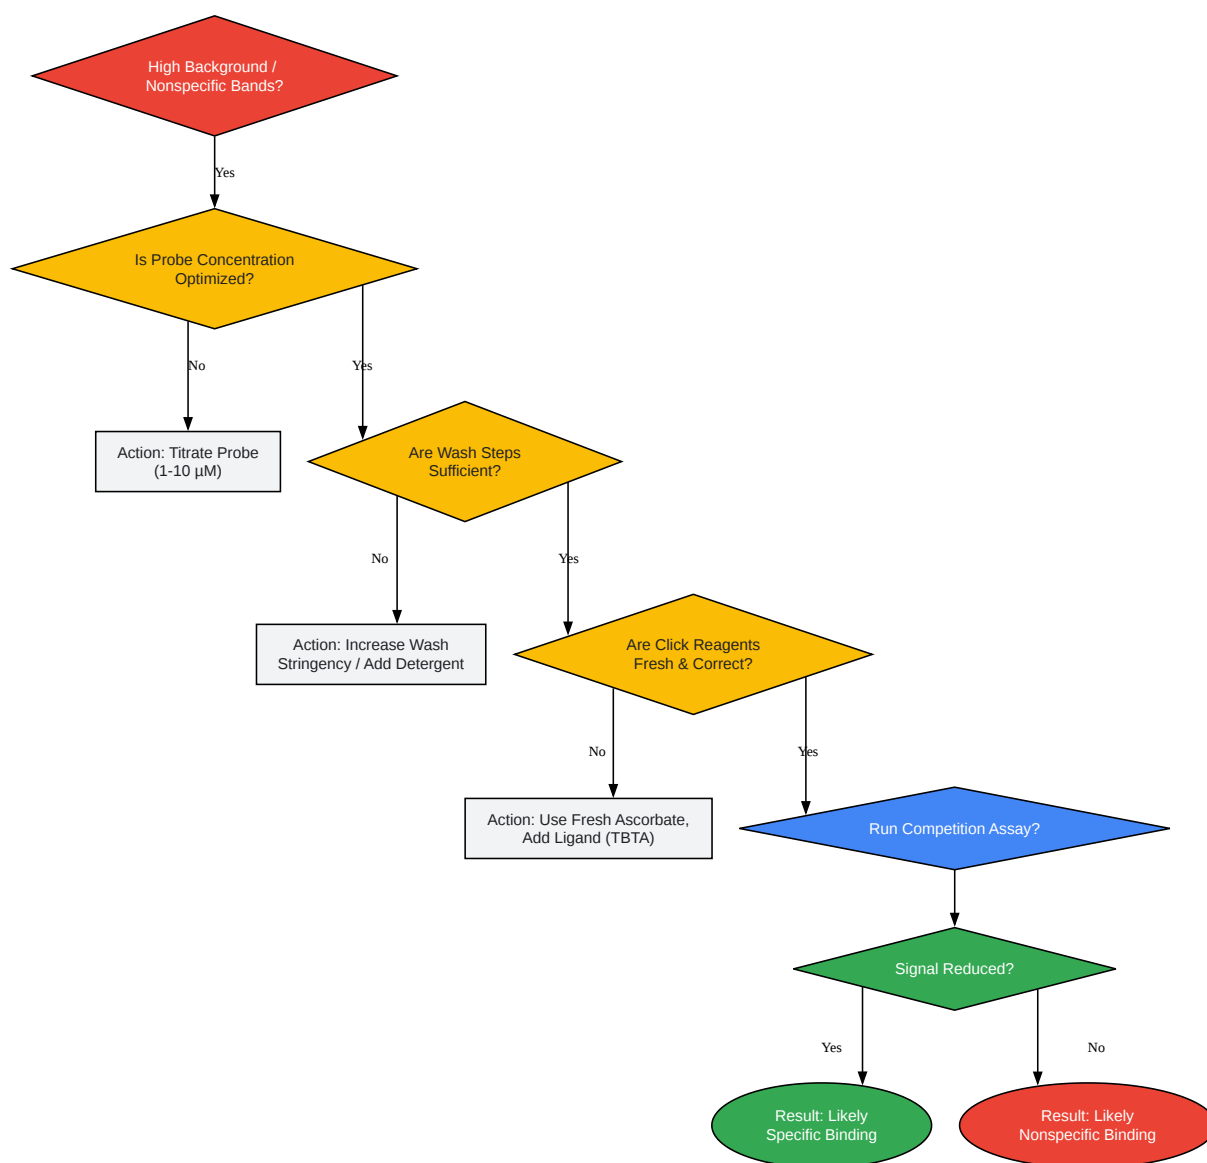 High Background /
Nonspecific Bands?
Yes
Is Probe Concentration
Optimized?
No
Yes
Action: Titrate Probe
(1-10 µM)
Are Wash Steps
Sufficient?
No
Yes
Action: Increase Wash
Stringency / Add Detergent
Are Click Reagents
Fresh & Correct?
No
Yes
Action: Use Fresh Ascorbate,
Add Ligand (TBTA)
Run Competition Assay?
Signal Reduced?
Yes
No
Result: Likely
Specific Binding
Result: Likely
Nonspecific Binding